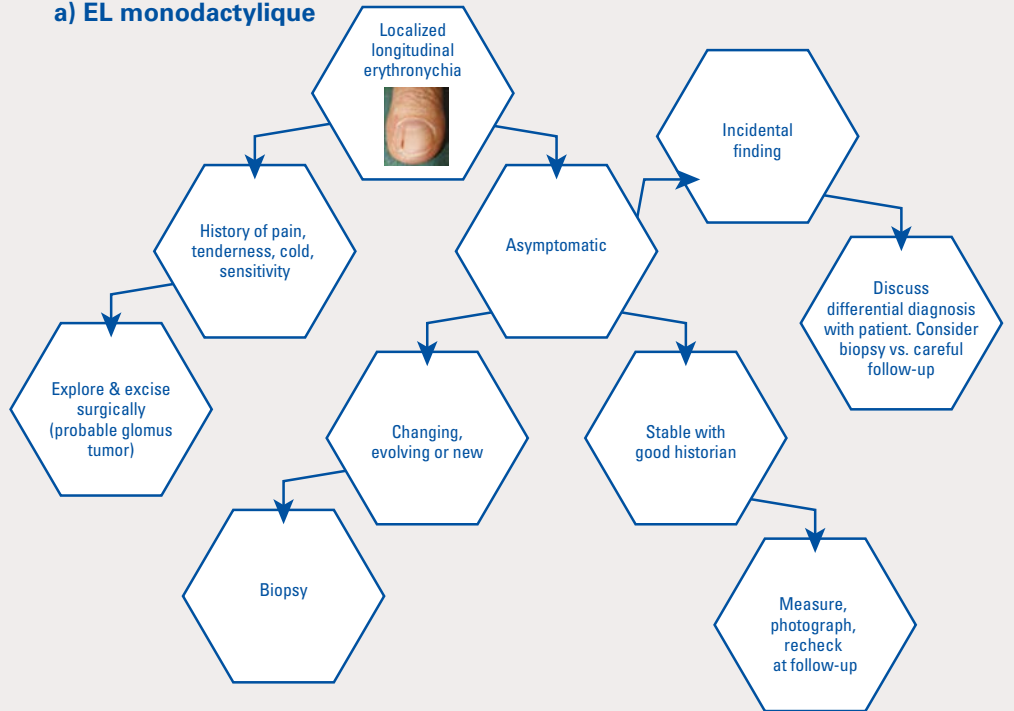 a) EL monodactylique
Localized
longitudinal
erythronychia
Incidental
finding
History of pain,
tenderness, cold,
sensitivity
Asymptomatic
Discuss
differential diagnosis
with patient. Consider
biopsy vs. careful
follow-up
Explore & excise
surgically
(probable glomus
tumor)
Changing,
evolving or new
Stable with
good historian
Biopsy
Measure,
photograph,
recheck
at follow-up